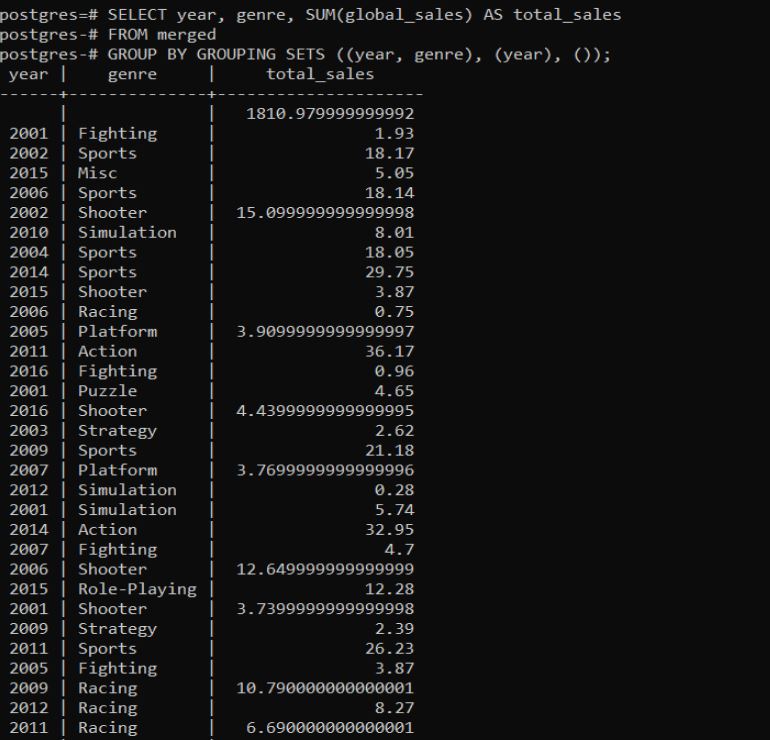 postgres=# SELECT year, genre, SUM(global_sales) AS total_sales
postgres-# FROM merged
postgres-# GROUP BY GROUPING SETS ((year, genre), (year), ());
 year |    genre     |    total_sales
------+--------------+--------------------
      |              |  1810.979999999992
 2001 | Fighting     |               1.93
 2002 | Sports       |              18.17
 2015 | Misc         |               5.05
 2006 | Sports       |              18.14
 2002 | Shooter      | 15.099999999999998
 2010 | Simulation   |               8.01
 2004 | Sports       |              18.05
 2014 | Sports       |              29.75
 2015 | Shooter      |               3.87
 2006 | Racing       |               0.75
 2005 | Platform     | 3.9099999999999997
 2011 | Action       |              36.17
 2016 | Fighting     |               0.96
 2001 | Puzzle       |               4.65
 2016 | Shooter      | 4.4399999999999995
 2003 | Strategy     |               2.62
 2009 | Sports       |              21.18
 2007 | Platform     | 3.7699999999999996
 2012 | Simulation   |               0.28
 2001 | Simulation   |               5.74
 2014 | Action       |              32.95
 2007 | Fighting     |                4.7
 2006 | Shooter      | 12.649999999999999
 2015 | Role-Playing |              12.28
 2001 | Shooter      | 3.7399999999999998
 2009 | Strategy     |               2.39
 2011 | Sports       |              26.23
 2005 | Fighting     |               3.87
 2009 | Racing       | 10.790000000000001
 2012 | Racing       |               8.27
 2011 | Racing       |  6.690000000000001